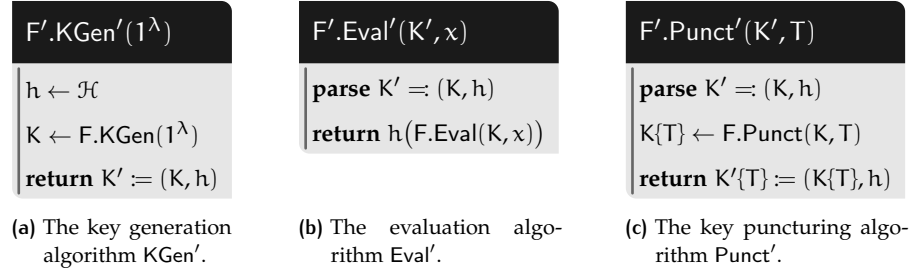 F′.KGen′(1^λ)
h ← ℋ
K ← F.KGen(1^λ)
return K′ := (K, h)
(a) The key generation
algorithm KGen′.
F′.Eval′(K′, x)
parse K′ =: (K, h)
return h(F.Eval(K, x))
(b) The evaluation algo-
rithm Eval′.
F′.Punct′(K′, T)
parse K′ =: (K, h)
K{T} ← F.Punct(K, T)
return K′{T} := (K{T}, h)
(c) The key puncturing algo-
rithm Punct′.